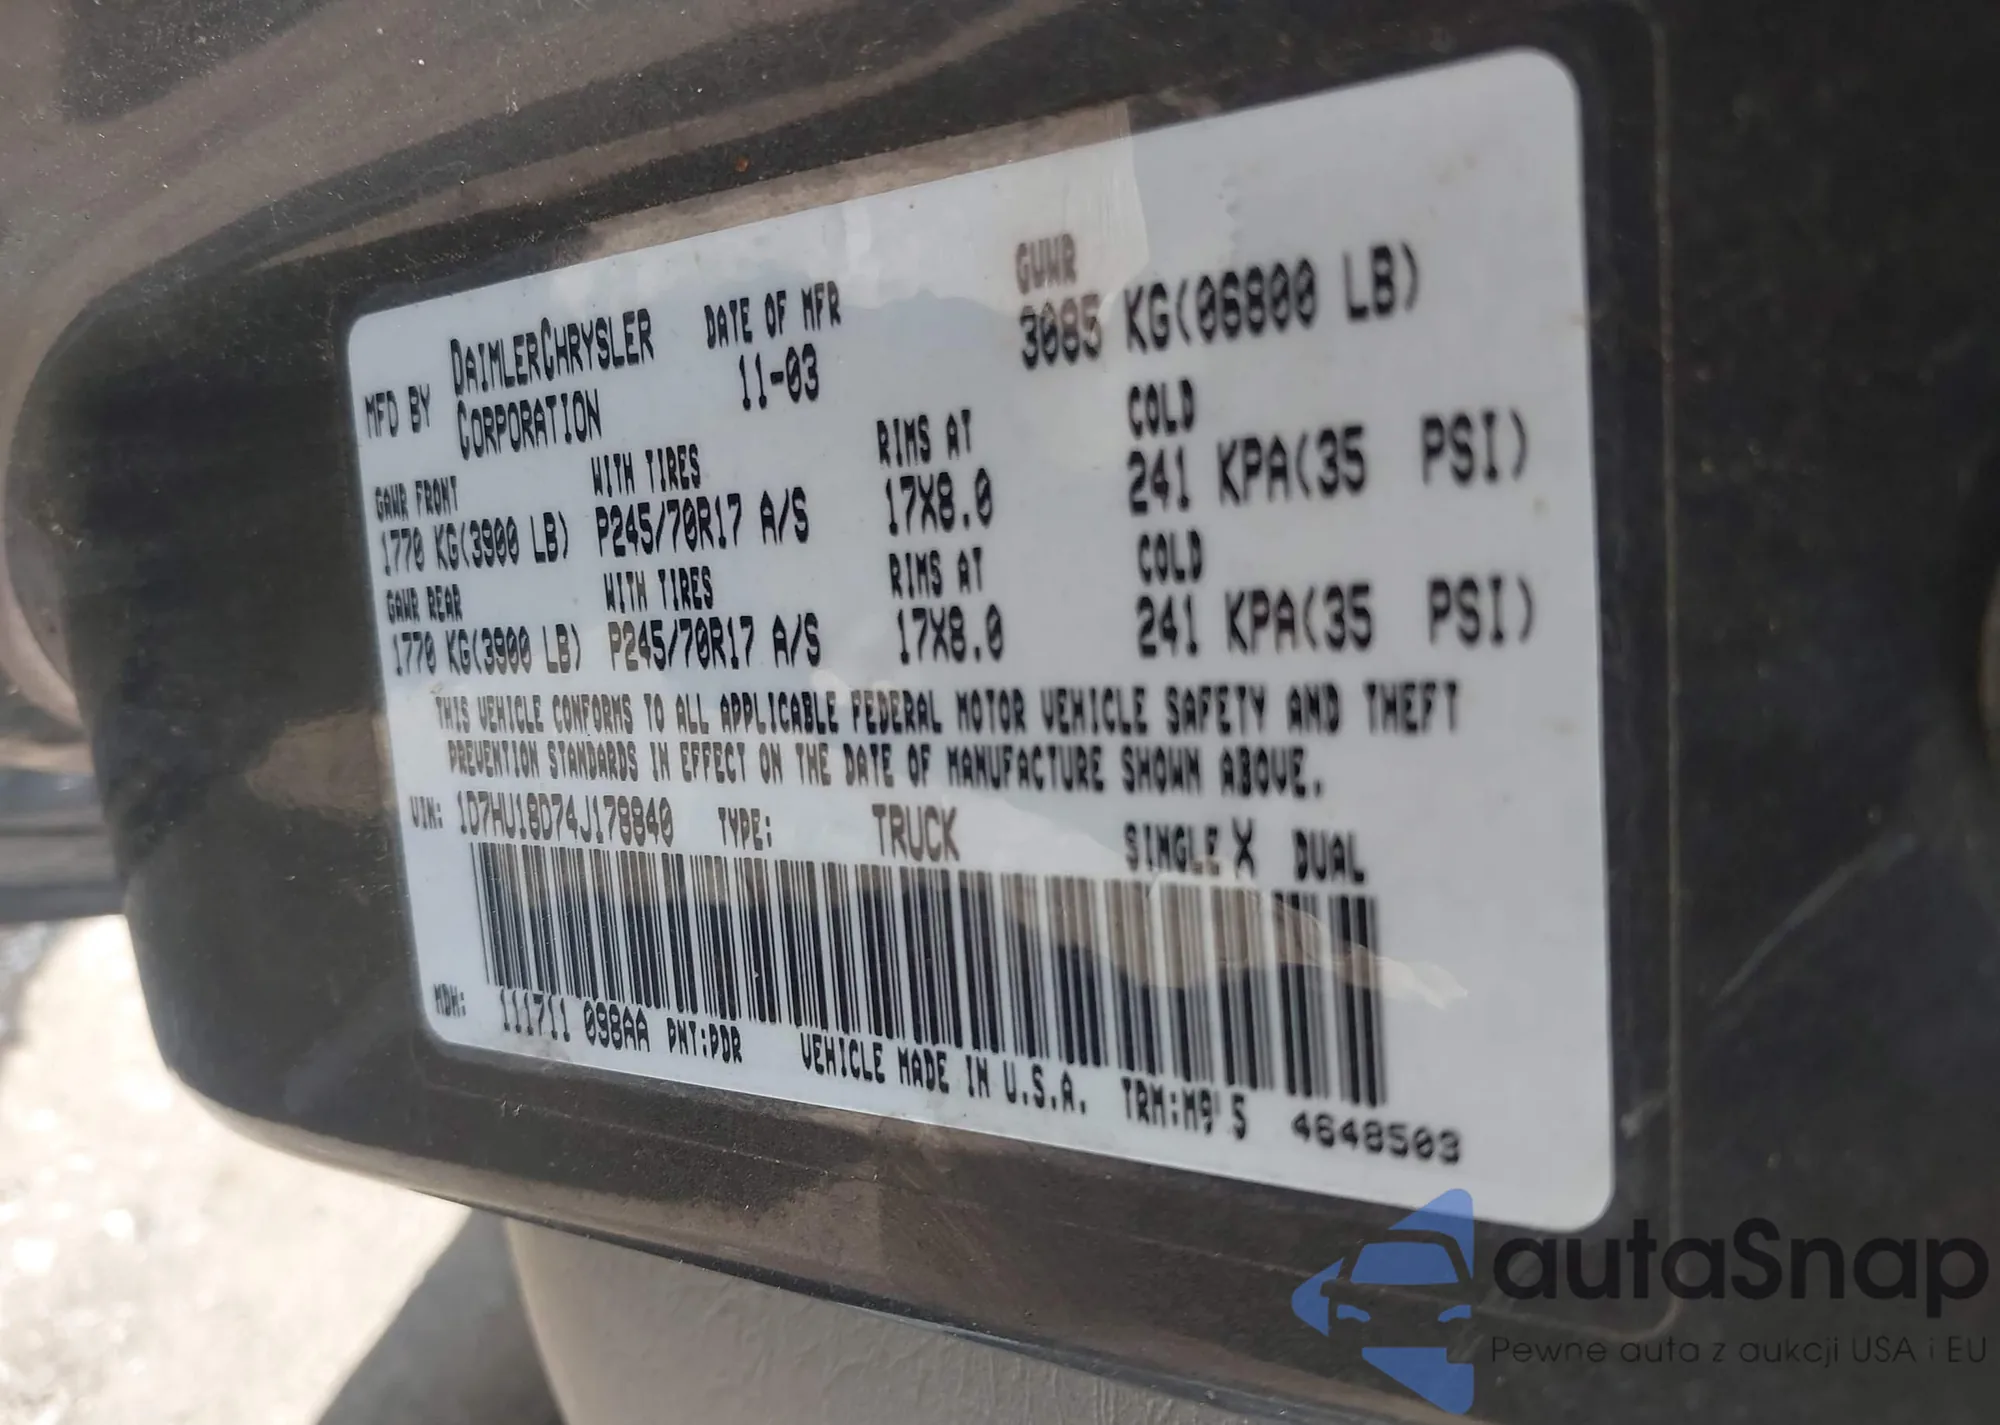 MFD BY DAIMLERCHRYSLER CORPORATION
DATE OF MFR
11-03
GVWR
3085 KG(06800 LB)
GAWR FRONT WITH TIRES RIMS AT COLD
1770 KG(3900 LB) P245/70R17 A/S 17X8.0 241 KPA(35 PSI)
GAWR REAR WITH TIRES RIMS AT COLD
1770 KG(3900 LB) P245/70R17 A/S 17X8.0 241 KPA(35 PSI)
THIS VEHICLE CONFORMS TO ALL APPLICABLE FEDERAL MOTOR VEHICLE SAFETY AND THEFT
PREVENTION STANDARDS IN EFFECT ON THE DATE OF MANUFACTURE SHOWN ABOVE.
VIN: 1D7HU18D74J178840 TYPE: TRUCK SINGLE X DUAL
MDH: 111711 098AA PNT:PDR VEHICLE MADE IN U.S.A. TRM:M9 5 4648503
autaSnap
Pewne auta z aukcji USA i EU